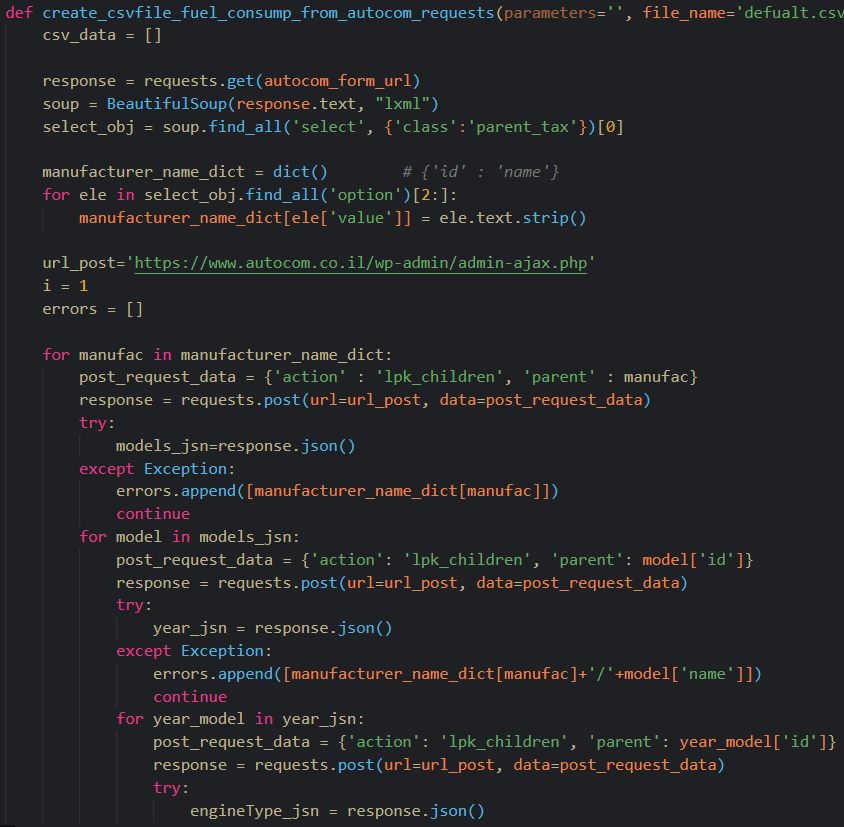 def create_csvfile_fuel_consump_from_autocom_requests(parameters='', file_name='defualt.csv
    csv_data = []

    response = requests.get(autocom_form_url)
    soup = BeautifulSoup(response.text, "lxml")
    select_obj = soup.find_all('select', {'class':'parent_tax'})[0]

    manufacturer_name_dict = dict()        # {'id' : 'name'}
    for ele in select_obj.find_all('option')[2:]:
        manufacturer_name_dict[ele['value']] = ele.text.strip()

    url_post='https://www.autocom.co.il/wp-admin/admin-ajax.php'
    i = 1
    errors = []

    for manufac in manufacturer_name_dict:
        post_request_data = {'action' : 'lpk_children', 'parent' : manufac}
        response = requests.post(url=url_post, data=post_request_data)
        try:
            models_jsn=response.json()
        except Exception:
            errors.append([manufacturer_name_dict[manufac]])
            continue
        for model in models_jsn:
            post_request_data = {'action': 'lpk_children', 'parent': model['id']}
            response = requests.post(url=url_post, data=post_request_data)
            try:
                year_jsn = response.json()
            except Exception:
                errors.append([manufacturer_name_dict[manufac]+'/'+model['name']])
                continue
            for year_model in year_jsn:
                post_request_data = {'action': 'lpk_children', 'parent': year_model['id']}
                response = requests.post(url=url_post, data=post_request_data)
                try:
                    engineType_jsn = response.json()